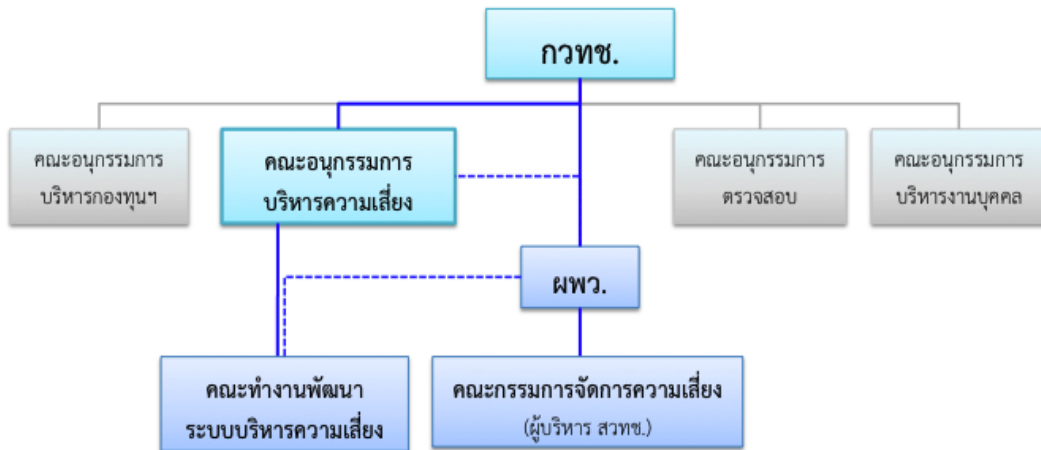 กวทช.
คณะอนุกรรมการ
บริหารกองทุนฯ
คณะอนุกรรมการ
บริหารความเสี่ยง
คณะอนุกรรมการ
ตรวจสอบ
คณะอนุกรรมการ
บริหารงานบุคคล
ผพว.
คณะทำงานพัฒนา
ระบบบริหารความเสี่ยง
คณะกรรมการจัดการความเสี่ยง
(ผู้บริหาร สวทช.)